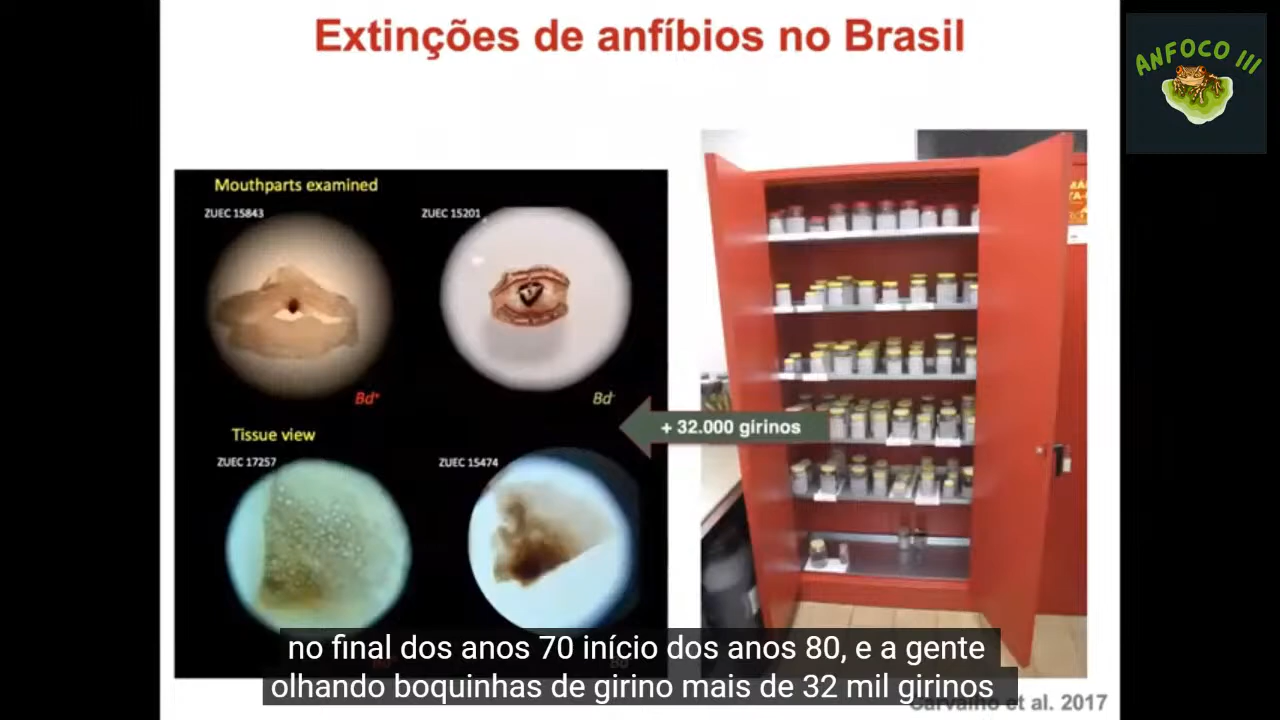 Extinções de anfíbios no Brasil
ANFOCO III
Mouthparts examined
ZUEC 15843
ZUEC 15201
Bd+
Bd-
+ 32.000 girinos
Tissue view
ZUEC 17257
ZUEC 15474
no final dos anos 70 início dos anos 80, e a gente
olhando boquinhas de girino mais de 32 mil girinos
Carvalho et al. 2017